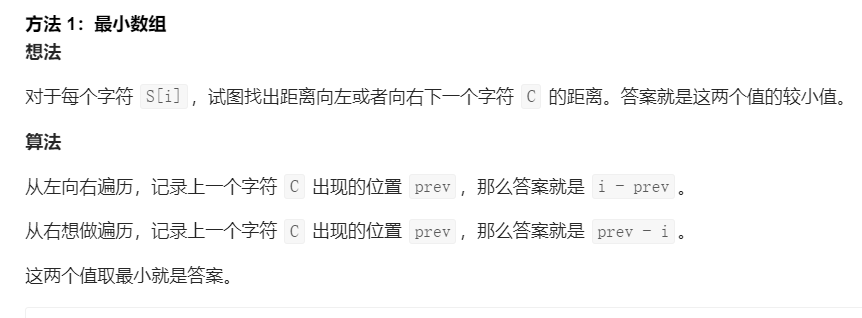 方法 1：最小数组
想法
对于每个字符 S[i] ，试图找出距离向左或者向右下一个字符 C 的距离。答案就是这两个值的较小值。
算法
从左向右遍历，记录上一个字符 C 出现的位置 prev ，那么答案就是 i - prev 。
从右想做遍历，记录上一个字符 C 出现的位置 prev ，那么答案就是 prev - i 。
这两个值取最小就是答案。